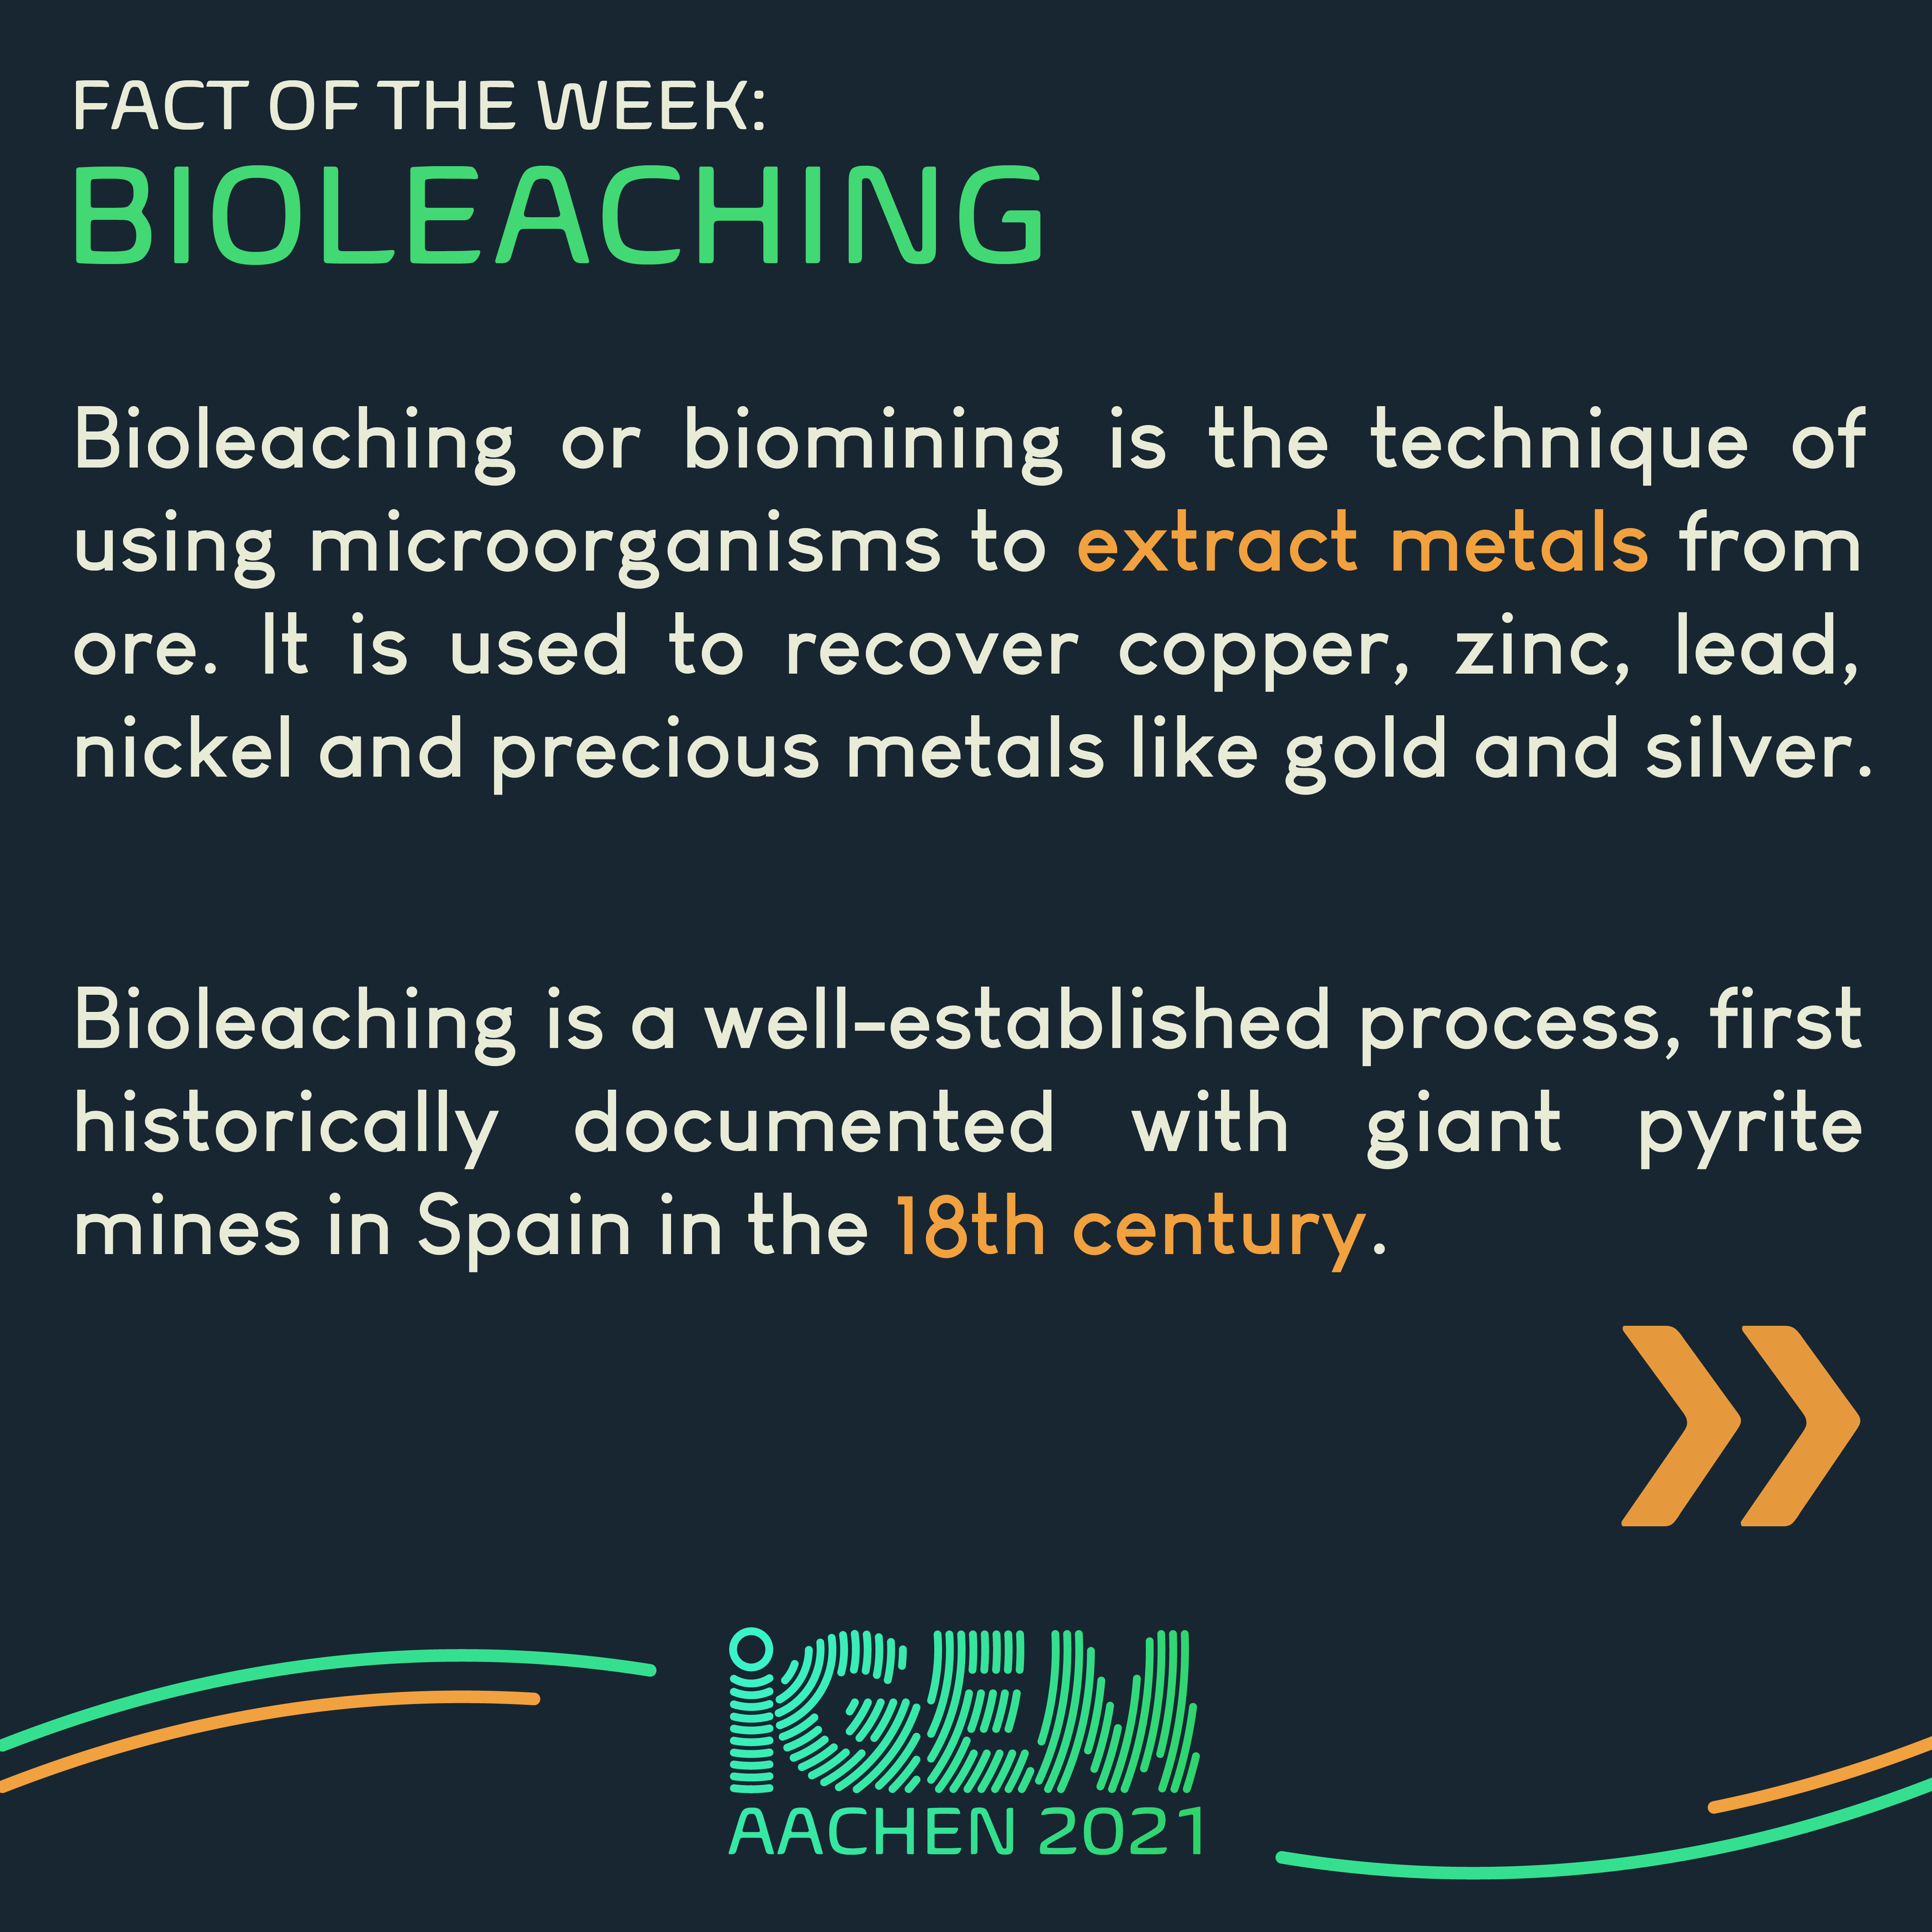 FACT OF THE WEEK:
BIOLEACHING
Bioleaching or biomining is the technique of
using microorganisms to extract metals from
ore. It is used to recover copper, zinc, lead,
nickel and precious metals like gold and silver.
Bioleaching is a well-established process, first
historically documented with giant pyrite
mines in Spain in the 18th century.
iGEM
AACHEN 2021